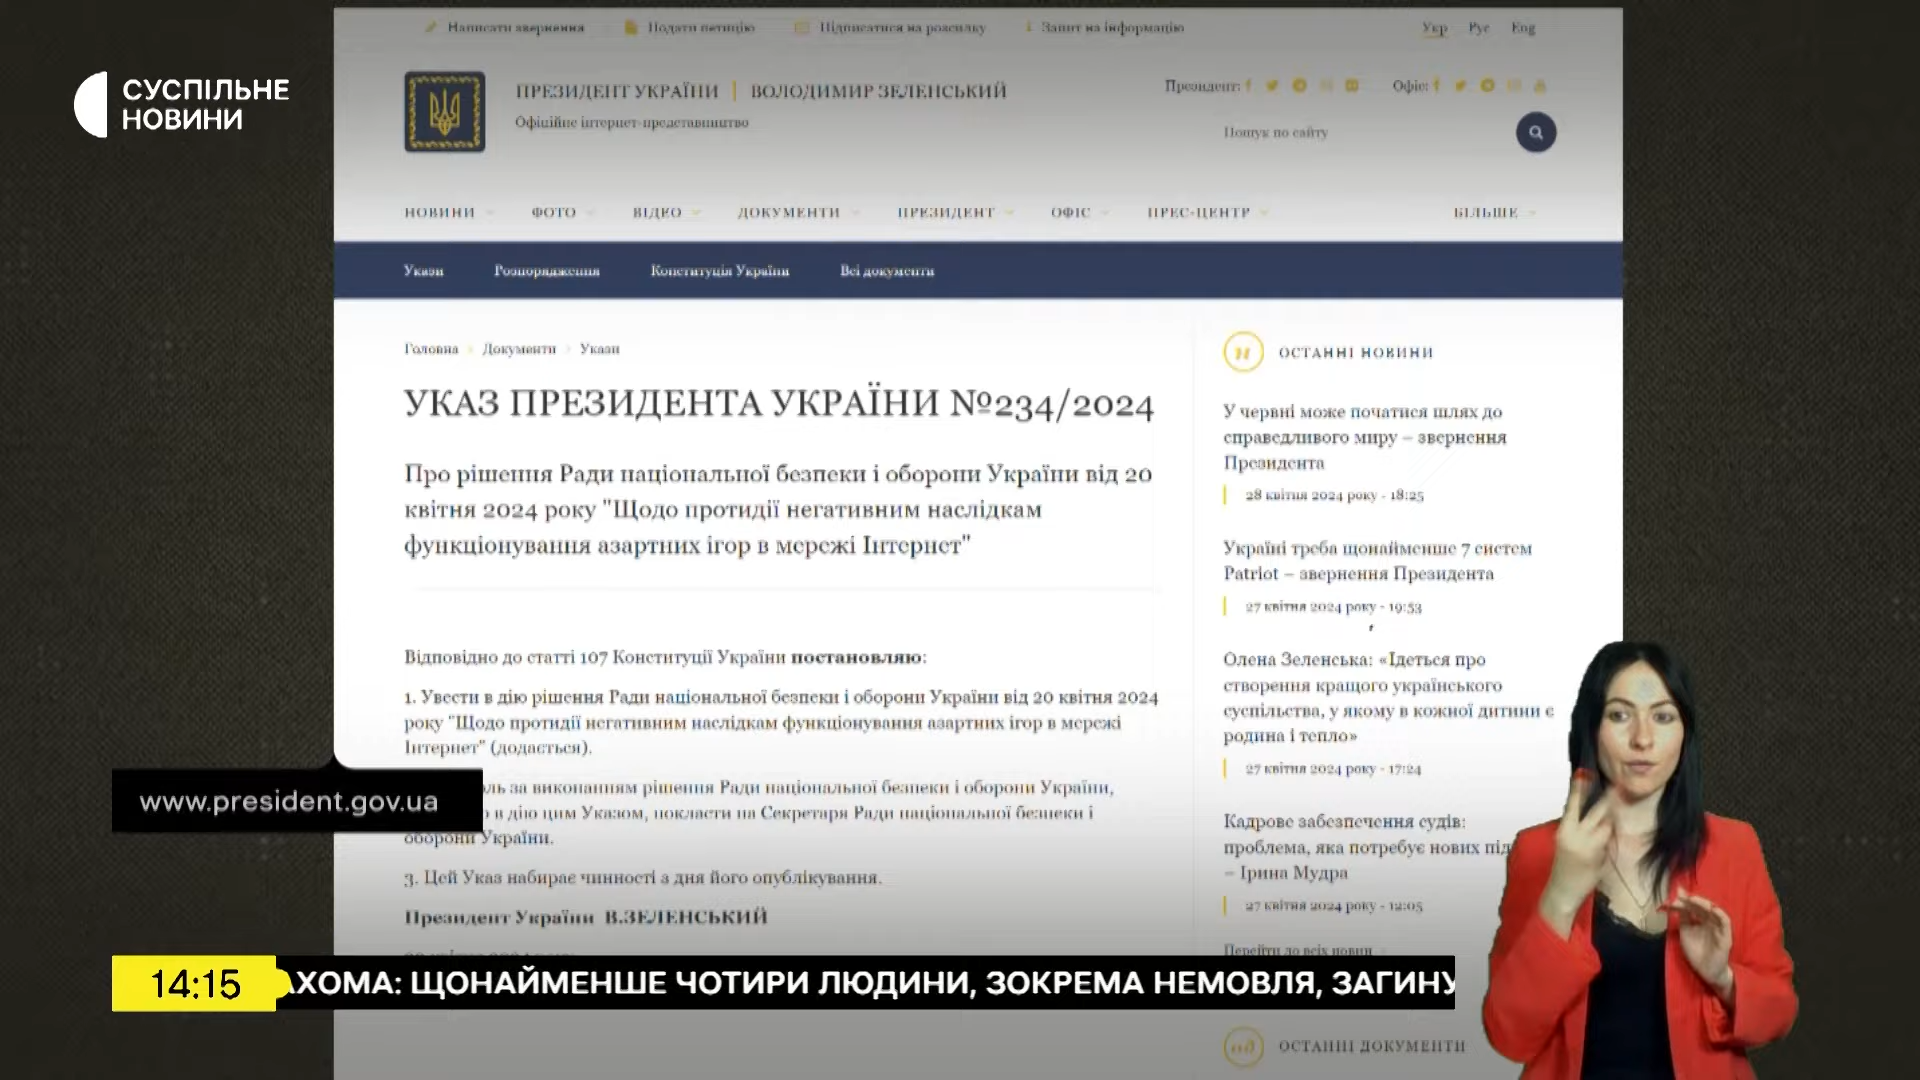 СУСПІЛЬНЕ
НОВИНИ
Написати звернення
Подати петицію
Підписатися на розсилку
Запит на інформацію
Укр Рус Eng
ПРЕЗИДЕНТ УКРАЇНИ | ВОЛОДИМИР ЗЕЛЕНСЬКИЙ
Офіційне інтернет-представництво
Президент:
Офіс:
Пошук по сайту
НОВИНИ ФОТО ВІДЕО ДОКУМЕНТИ ПРЕЗИДЕНТ ОФІС ПРЕС-ЦЕНТР БІЛЬШЕ
Укази Розпорядження Конституція України Всі документи
Головна Документи Укази
УКАЗ ПРЕЗИДЕНТА УКРАЇНИ №234/2024
Про рішення Ради національної безпеки і оборони України від 20
квітня 2024 року "Щодо протидії негативним наслідкам
функціонування азартних ігор в мережі Інтернет"
Відповідно до статті 107 Конституції України постановляю:
1. Увести в дію рішення Ради національної безпеки і оборони України від 20 квітня 2024
року "Щодо протидії негативним наслідкам функціонування азартних ігор в мережі
Інтернет" (додається).
ль за виконанням рішення Ради національної безпеки і оборони України,
о в дію цим Указом, покласти на Секретаря Ради національної безпеки і
оборони України.
3. Цей Указ набирає чинності з дня його опублікування.
Президент України В.ЗЕЛЕНСЬКИЙ
ОСТАННІ НОВИНИ
У червні може початися шлях до
справедливого миру – звернення
Президента
28 квітня 2024 року - 18:25
Україні треба щонайменше 7 систем
Patriot – звернення Президента
27 квітня 2024 року - 19:53
Олена Зеленська: «Ідеться про
створення кращого українського
суспільства, у якому в кожної дитини є
родина і тепло»
27 квітня 2024 року - 17:24
Кадрове забезпечення судів:
проблема, яка потребує нових під
– Ірина Мудра
27 квітня 2024 року - 12:05
Перейти до всіх новин
ОСТАННІ ДОКУМЕНТИ
www.president.gov.ua
14:15
АХОМА: ЩОНАЙМЕНШЕ ЧОТИРИ ЛЮДИНИ, ЗОКРЕМА НЕМОВЛЯ, ЗАГИНУ